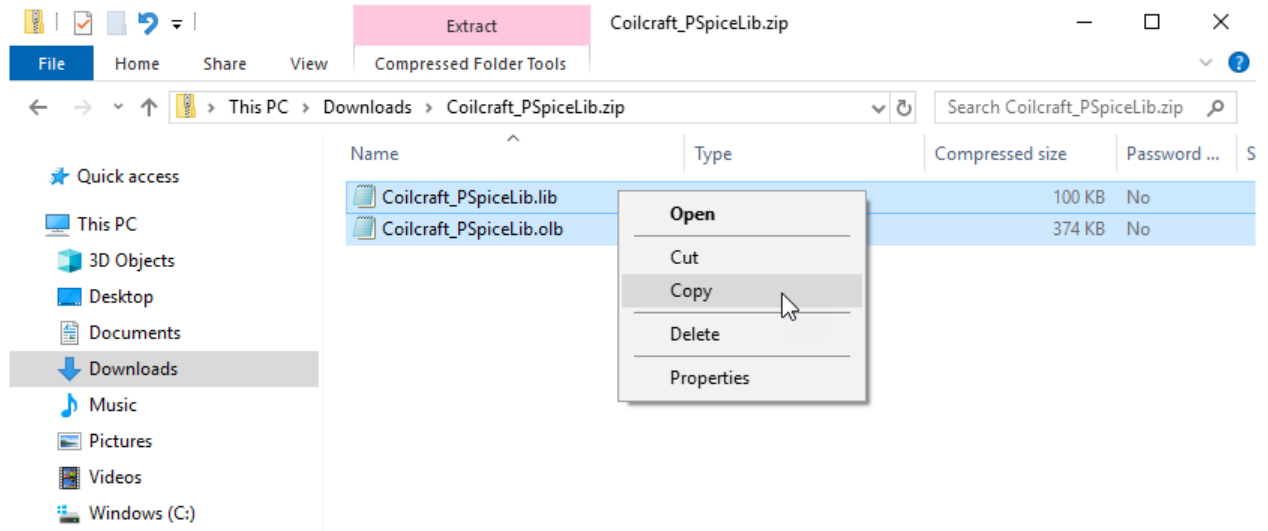 Extract
Coilcraft_PSpiceLib.zip
File Home Share View Compressed Folder Tools
This PC Downloads Coilcraft_PSpiceLib.zip Search Coilcraft_PSpiceLib.zip
Name Type Compressed size Password ... S
Quick access
This PC
3D Objects
Desktop
Documents
Downloads
Music
Pictures
Videos
Windows (C:)
Coilcraft_PSpiceLib.lib 100 KB No
Coilcraft_PSpiceLib.olb 374 KB No
Open
Cut
Copy
Delete
Properties